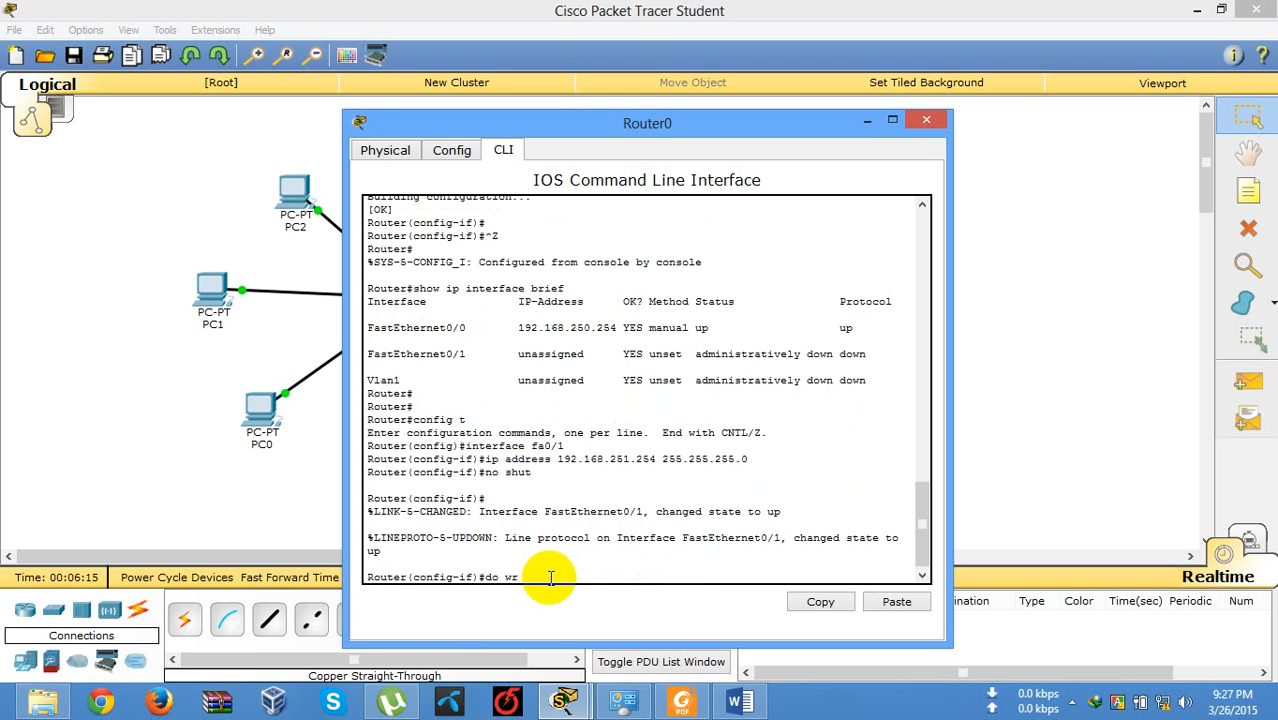 Cisco Packet Tracer Student
File Edit Options View Tools Extensions Help
Logical [Root] New Cluster Move Object Set Tiled Background Viewport
Router0
Physical Config CLI
IOS Command Line Interface
Building configuration...
[OK]
Router(config-if)#
Router(config-if)#^Z
Router#
%SYS-5-CONFIG_I: Configured from console by console
Router#show ip interface brief
Interface IP-Address OK? Method Status Protocol
FastEthernet0/0 192.168.250.254 YES manual up up
FastEthernet0/1 unassigned YES unset administratively down down
Vlan1 unassigned YES unset administratively down down
Router#
Router#
Router#config t
Enter configuration commands, one per line. End with CNTL/Z.
Router(config)#interface fa0/1
Router(config-if)#ip address 192.168.251.254 255.255.255.0
Router(config-if)#no shut
Router(config-if)#
%LINK-5-CHANGED: Interface FastEthernet0/1, changed state to up
%LINEPROTO-5-UPDOWN: Line protocol on Interface FastEthernet0/1, changed state to
up
Router(config-if)#do wr
Copy Paste
PC-PT
PC2
PC-PT
PC1
PC-PT
PC0
Time: 00:06:15 Power Cycle Devices Fast Forward Time Realtime
Connections
Copper Straight-Through
Toggle PDU List Window
ination Type Color Time(sec) Periodic Num
0.0 kbps
0.0 kbps
9:27 PM
3/26/2015